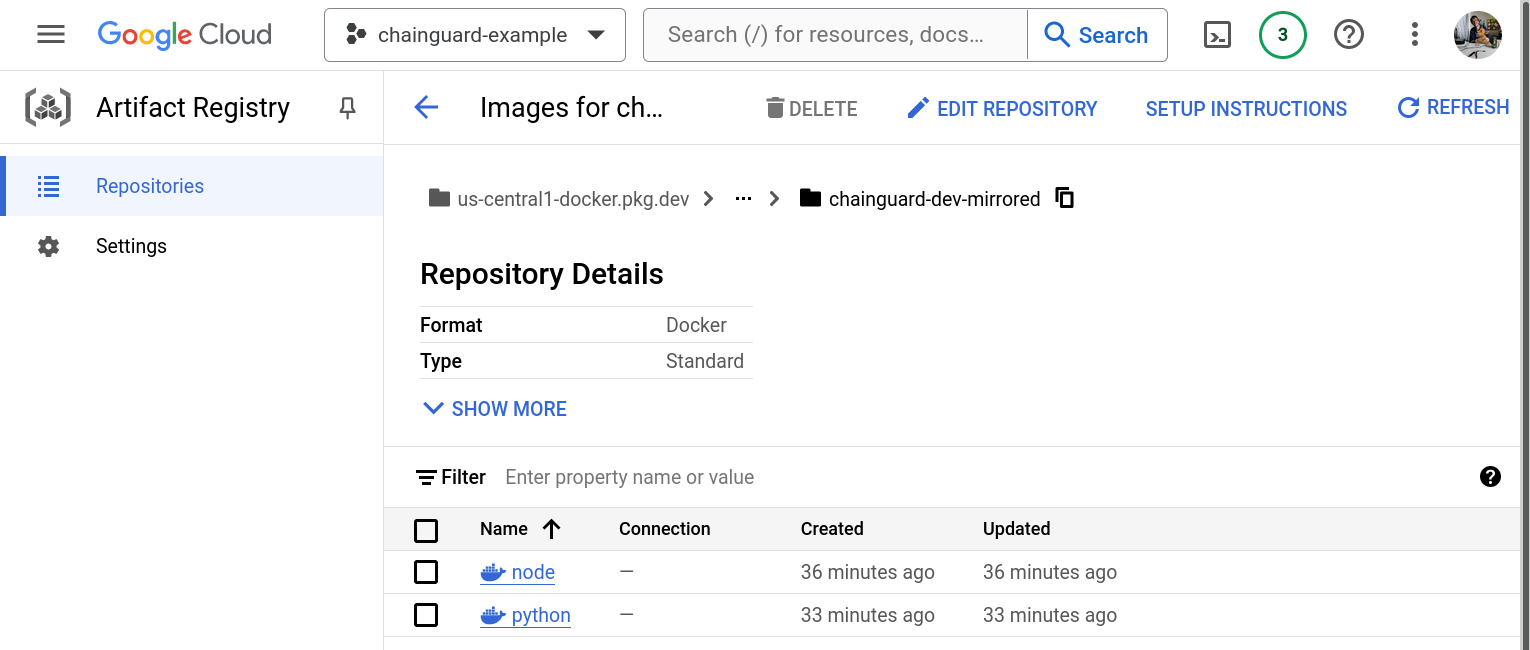 Google Cloud
chainguard-example
Search (/) for resources, docs...
Search
3
Artifact Registry
Images for ch...
DELETE
EDIT REPOSITORY
SETUP INSTRUCTIONS
REFRESH
Repositories
Settings
us-central1-docker.pkg.dev
...
chainguard-dev-mirrored
Repository Details
Format Docker
Type Standard
SHOW MORE
Filter Enter property name or value
Name Connection Created Updated
node — 36 minutes ago 36 minutes ago
python — 33 minutes ago 33 minutes ago